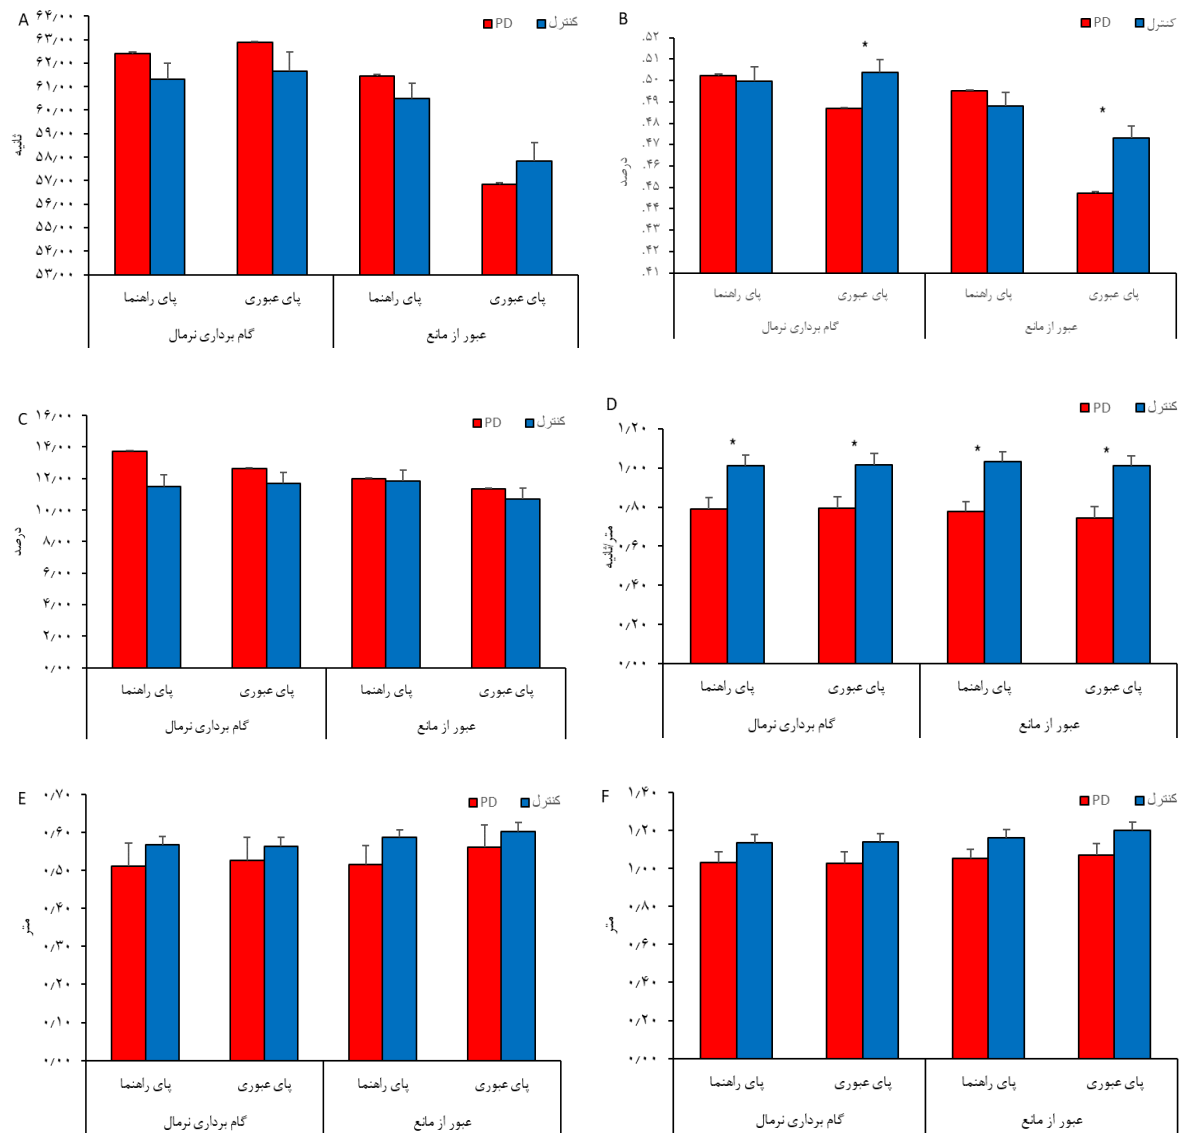 A
PD
کنترل
۶۴٫۰۰
۶۳٫۰۰
۶۲٫۰۰
۶۱٫۰۰
۶۰٫۰۰
۵۹٫۰۰
۵۸٫۰۰
۵۷٫۰۰
۵۶٫۰۰
۵۵٫۰۰
۵۴٫۰۰
۵۳٫۰۰
ثانیه
پای راهنما
پای عبوری
پای راهنما
پای عبوری
گام برداری نرمال
عبور از مانع
B
PD
کنترل
.۵۲
.۵۰
.۴۹
.۴۸
.۴۶
.۴۵
.۴۴
.۴۲
.۴۱
درصد
*
*
پای راهنما
پای عبوری
پای راهنما
پای عبوری
گام برداری نرمال
عبور از مانع
C
PD
کنترل
۱۶٫۰۰
۱۴٫۰۰
۱۲٫۰۰
۱۰٫۰۰
۸٫۰۰
۶٫۰۰
۴٫۰۰
۲٫۰۰
۰٫۰۰
درصد
پای راهنما
پای عبوری
پای راهنما
پای عبوری
گام برداری نرمال
عبور از مانع
D
PD
کنترل
۱٫۲۰
۱٫۰۰
۰٫۸۰
۰٫۶۰
۰٫۴۰
۰٫۲۰
۰٫۰۰
متر/ثانیه
*
*
*
*
پای راهنما
پای عبوری
پای راهنما
پای عبوری
گام برداری نرمال
عبور از مانع
E
PD
کنترل
۰٫۷۰
۰٫۶۰
۰٫۵۰
۰٫۴۰
۰٫۳۰
۰٫۲۰
۰٫۱۰
۰٫۰۰
متر
پای راهنما
پای عبوری
پای راهنما
پای عبوری
گام برداری نرمال
عبور از مانع
F
PD
کنترل
۱٫۴۰
۱٫۲۰
۱٫۰۰
۰٫۸۰
۰٫۶۰
۰٫۴۰
۰٫۲۰
۰٫۰۰
متر
پای راهنما
پای عبوری
پای راهنما
پای عبوری
گام برداری نرمال
عبور از مانع